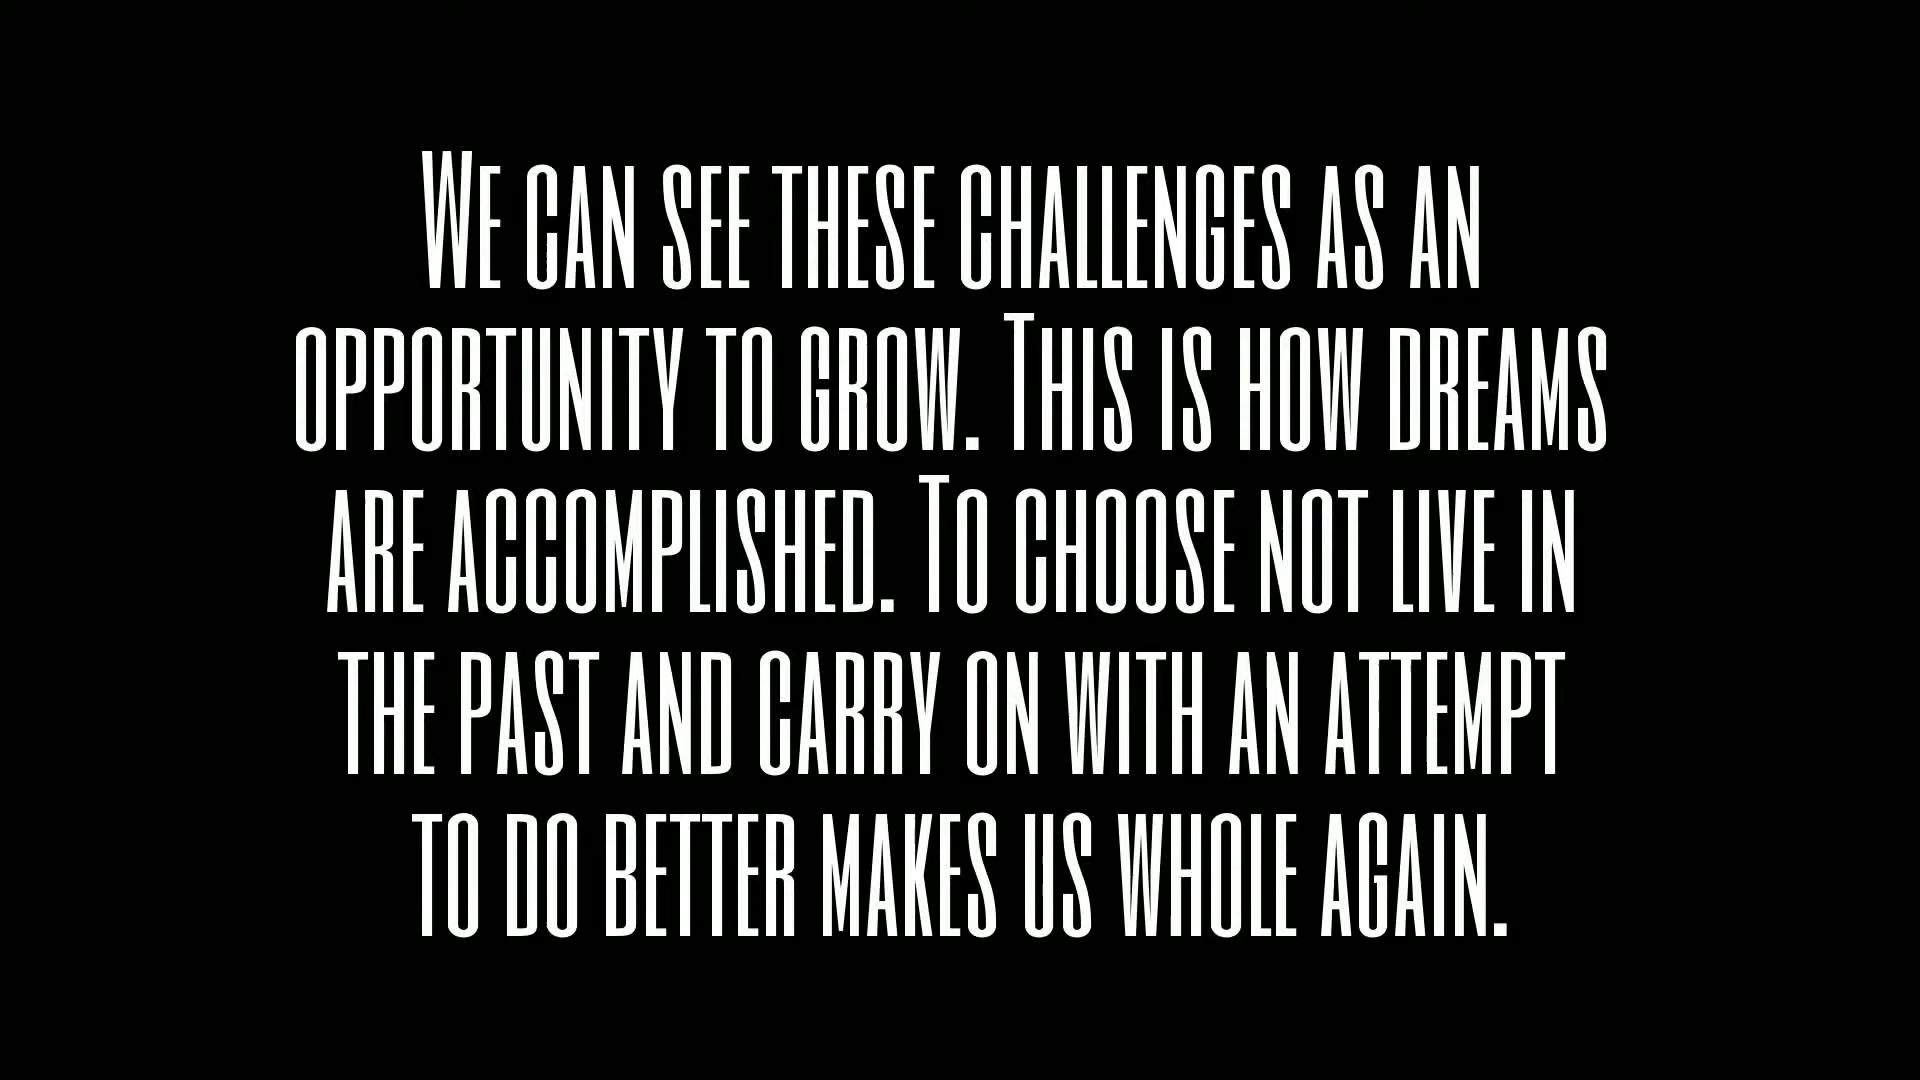 We can see these challenges as an
opportunity to grow. This is how dreams
are accomplished. To choose not live in
the past and carry on with an attempt
to do better makes us whole again.